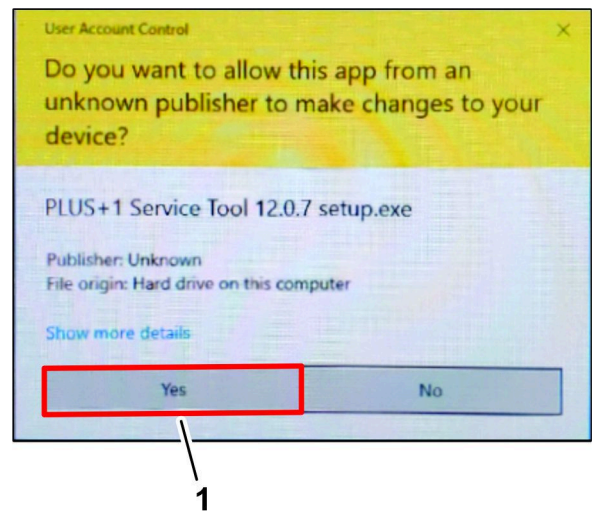 User Account Control
Do you want to allow this app from an
unknown publisher to make changes to your
device?
PLUS+1 Service Tool 12.0.7 setup.exe
Publisher: Unknown
File origin: Hard drive on this computer
Show more details
Yes
No
1